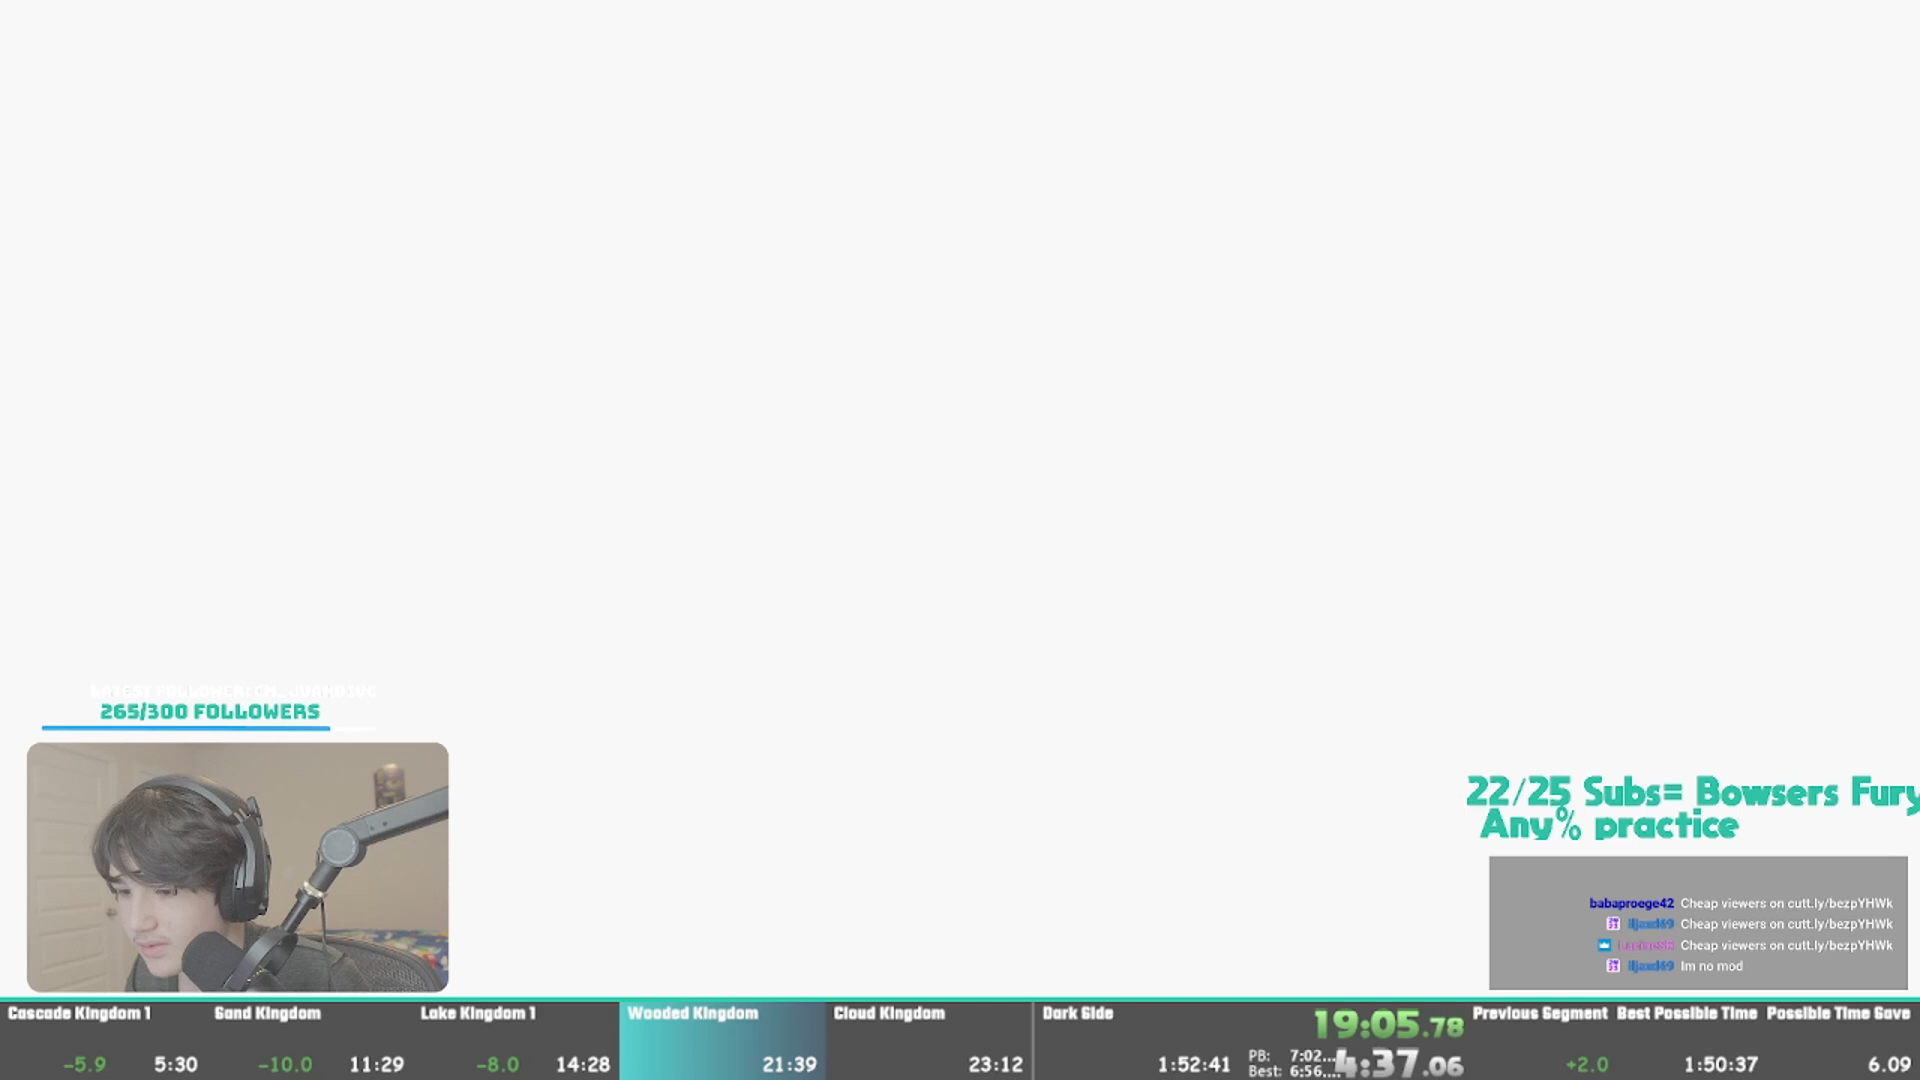 265/300 FOLLOWERS
22/25 Subs= Bowsers Fury
Any% practice
babaproege42 Cheap viewers on cutt.ly/bezpYHWk
Cheap viewers on cutt.ly/bezpYHWk
Cheap viewers on cutt.ly/bezpYHWk
Im no mod
Cascade Kingdom 1
-5.9 5:30
Sand Kingdom
-10.0 11:29
Lake Kingdom 1
-8.0 14:28
Wooded Kingdom
21:39
Cloud Kingdom
23:12
Dark Side
1:52:41
19:05.78
PB: 7:02...
Best: 6:56....
4:37.06
Previous Segment
+2.0
Best Possible Time
1:50:37
Possible Time Save
6.09